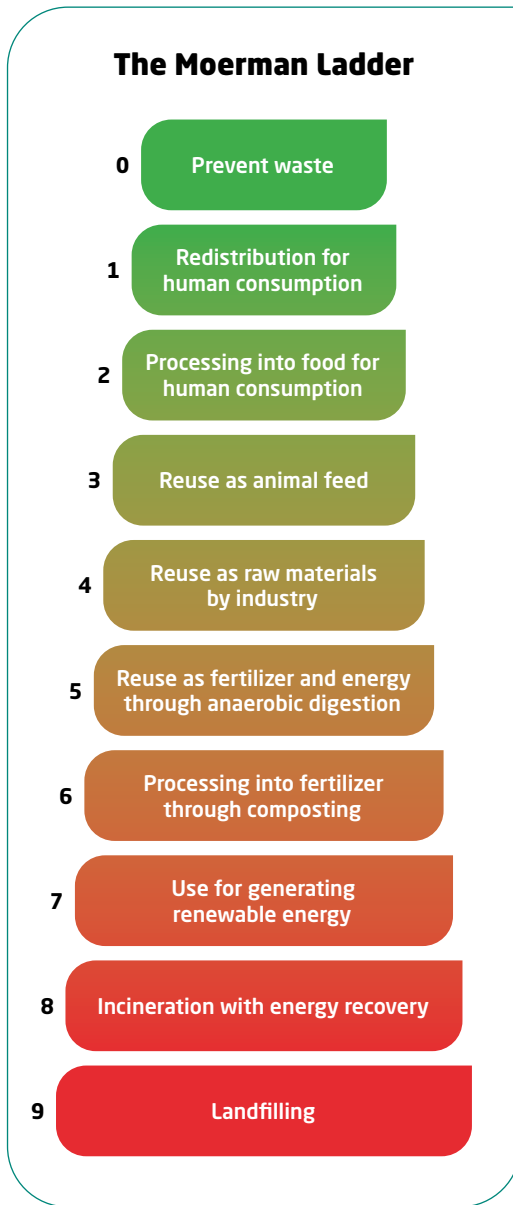 The Moerman Ladder
0
Prevent waste
1
Redistribution for
human consumption
2
Processing into food for
human consumption
3
Reuse as animal feed
4
Reuse as raw materials
by industry
5
Reuse as fertilizer and energy
through anaerobic digestion
6
Processing into fertilizer
through composting
7
Use for generating
renewable energy
8
Incineration with energy recovery
9
Landfilling